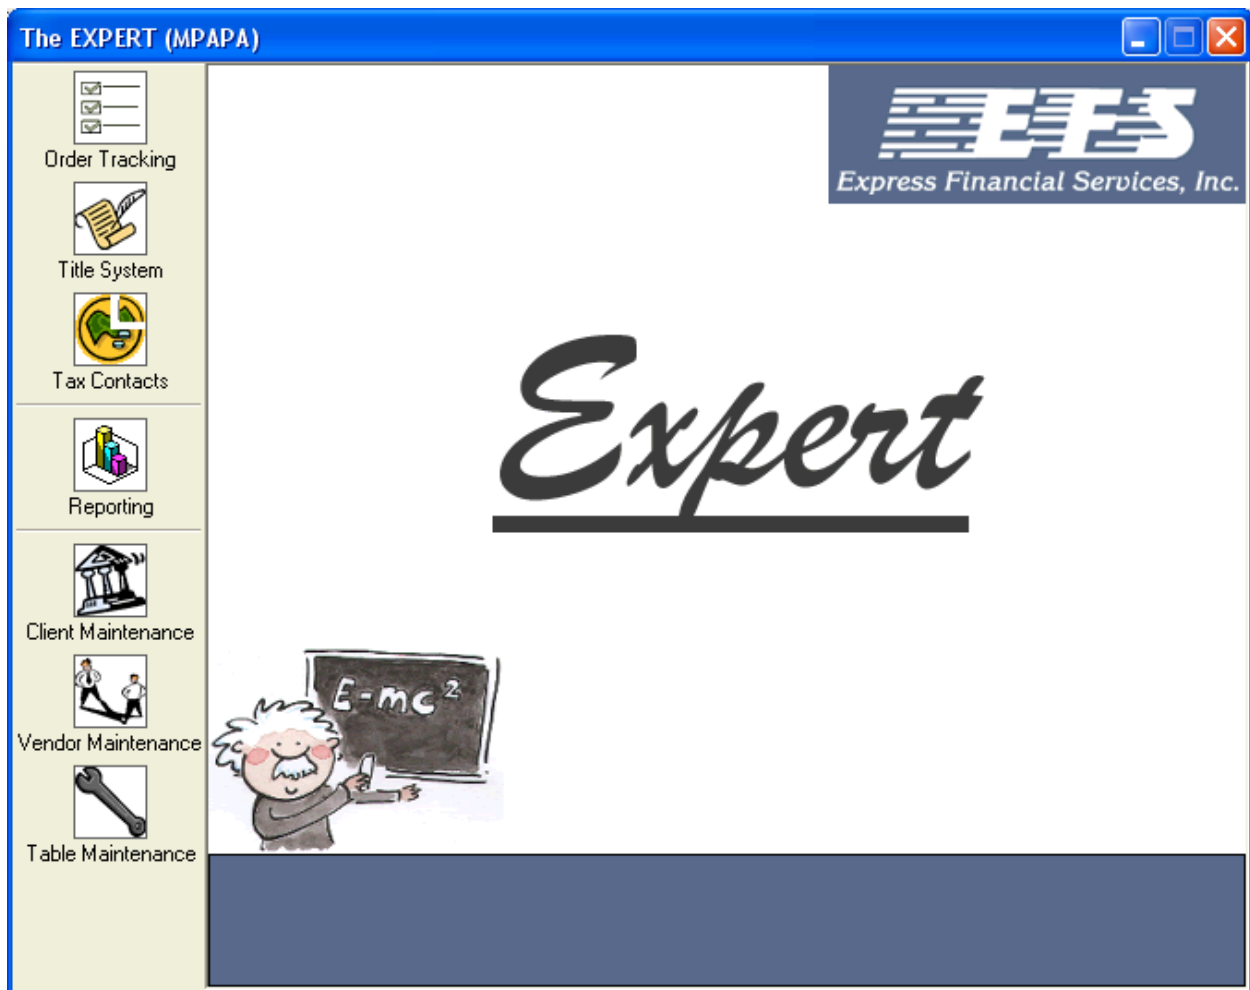 The EXPERT (MPAPA)
Order Tracking
Title System
Tax Contacts
Reporting
Client Maintenance
Vendor Maintenance
Table Maintenance
EFS
Express Financial Services, Inc.
Expert
E=mc²